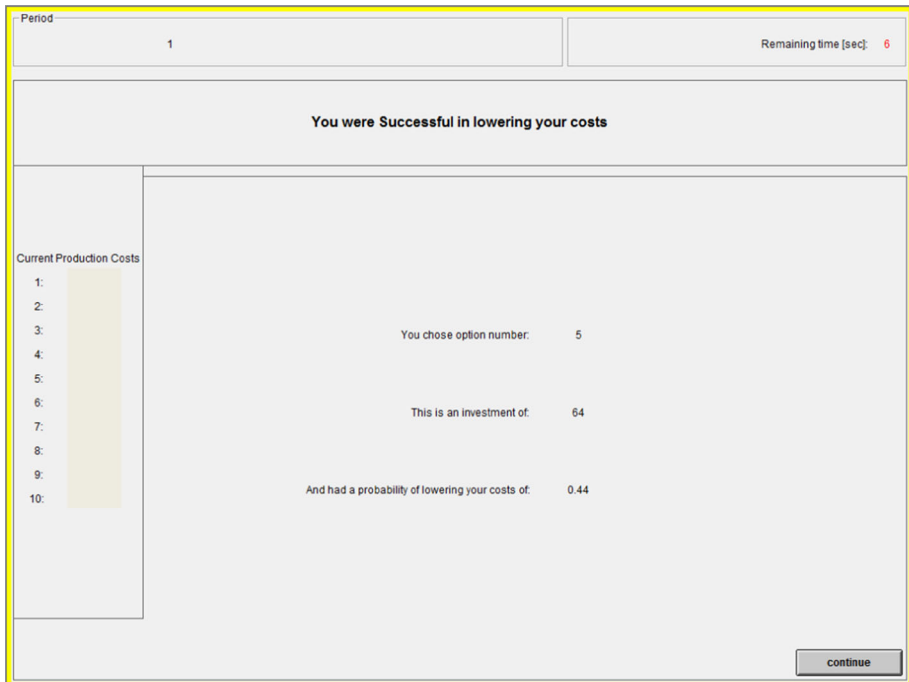 Period
1
Remaining time [sec]: 6
You were Successful in lowering your costs
Current Production Costs
1:
2:
3:
4:
5:
6:
7:
8:
9:
10:
You chose option number: 5
This is an investment of: 64
And had a probability of lowering your costs of: 0.44
continue